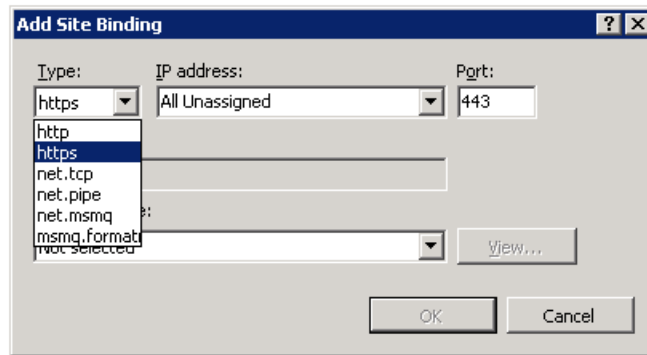 Add Site Binding
Type: IP address: Port:
https All Unassigned 443
http
https
net.tcp
net.pipe
net.msmq
msmq.format
Not selected View...
OK Cancel